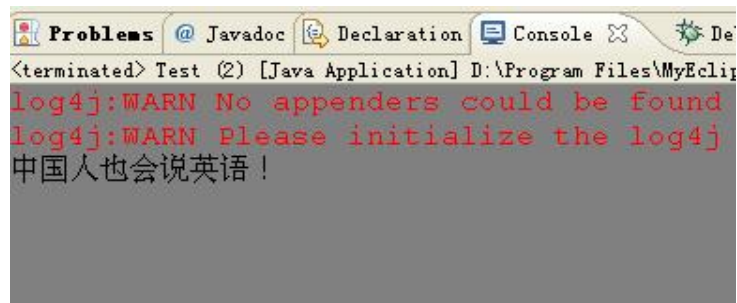 Problems @ Javadoc Declaration Console
<terminated> Test (2) [Java Application] D:\Program Files\MyEclip
log4j:WARN No appenders could be found
log4j:WARN Please initialize the log4j
中国人也会说英语！